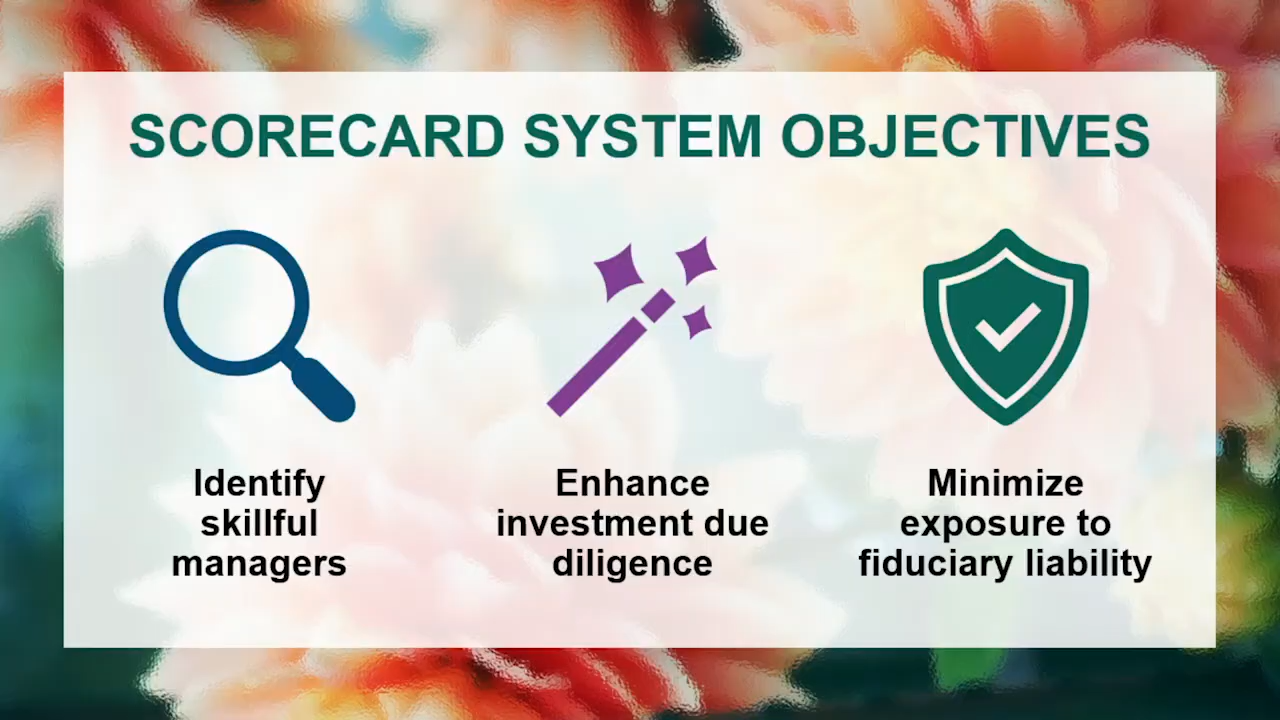 SCORECARD SYSTEM OBJECTIVES
Identify
skillful
managers
Enhance
investment due
diligence
Minimize
exposure to
fiduciary liability